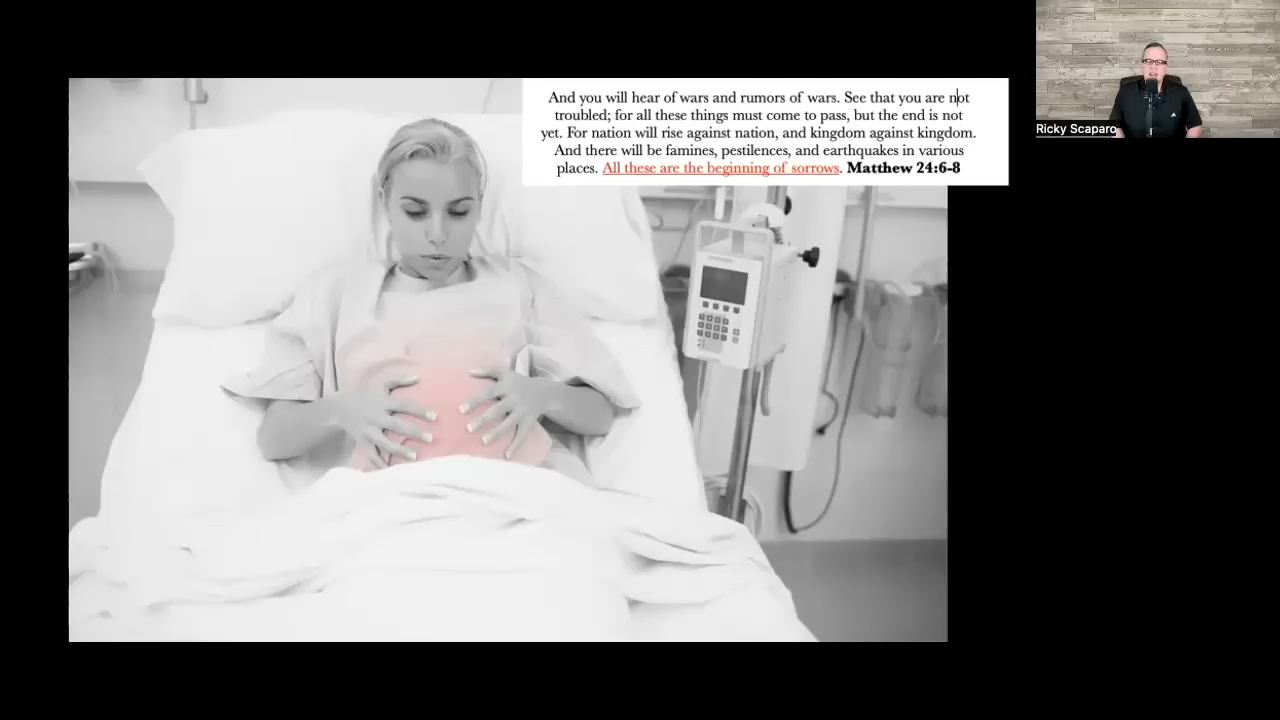 And you will hear of wars and rumors of wars. See that you are not
troubled; for all these things must come to pass, but the end is not
yet. For nation will rise against nation, and kingdom against kingdom.
And there will be famines, pestilences, and earthquakes in various
places. All these are the beginning of sorrows. Matthew 24:6-8
Ricky Scaparo